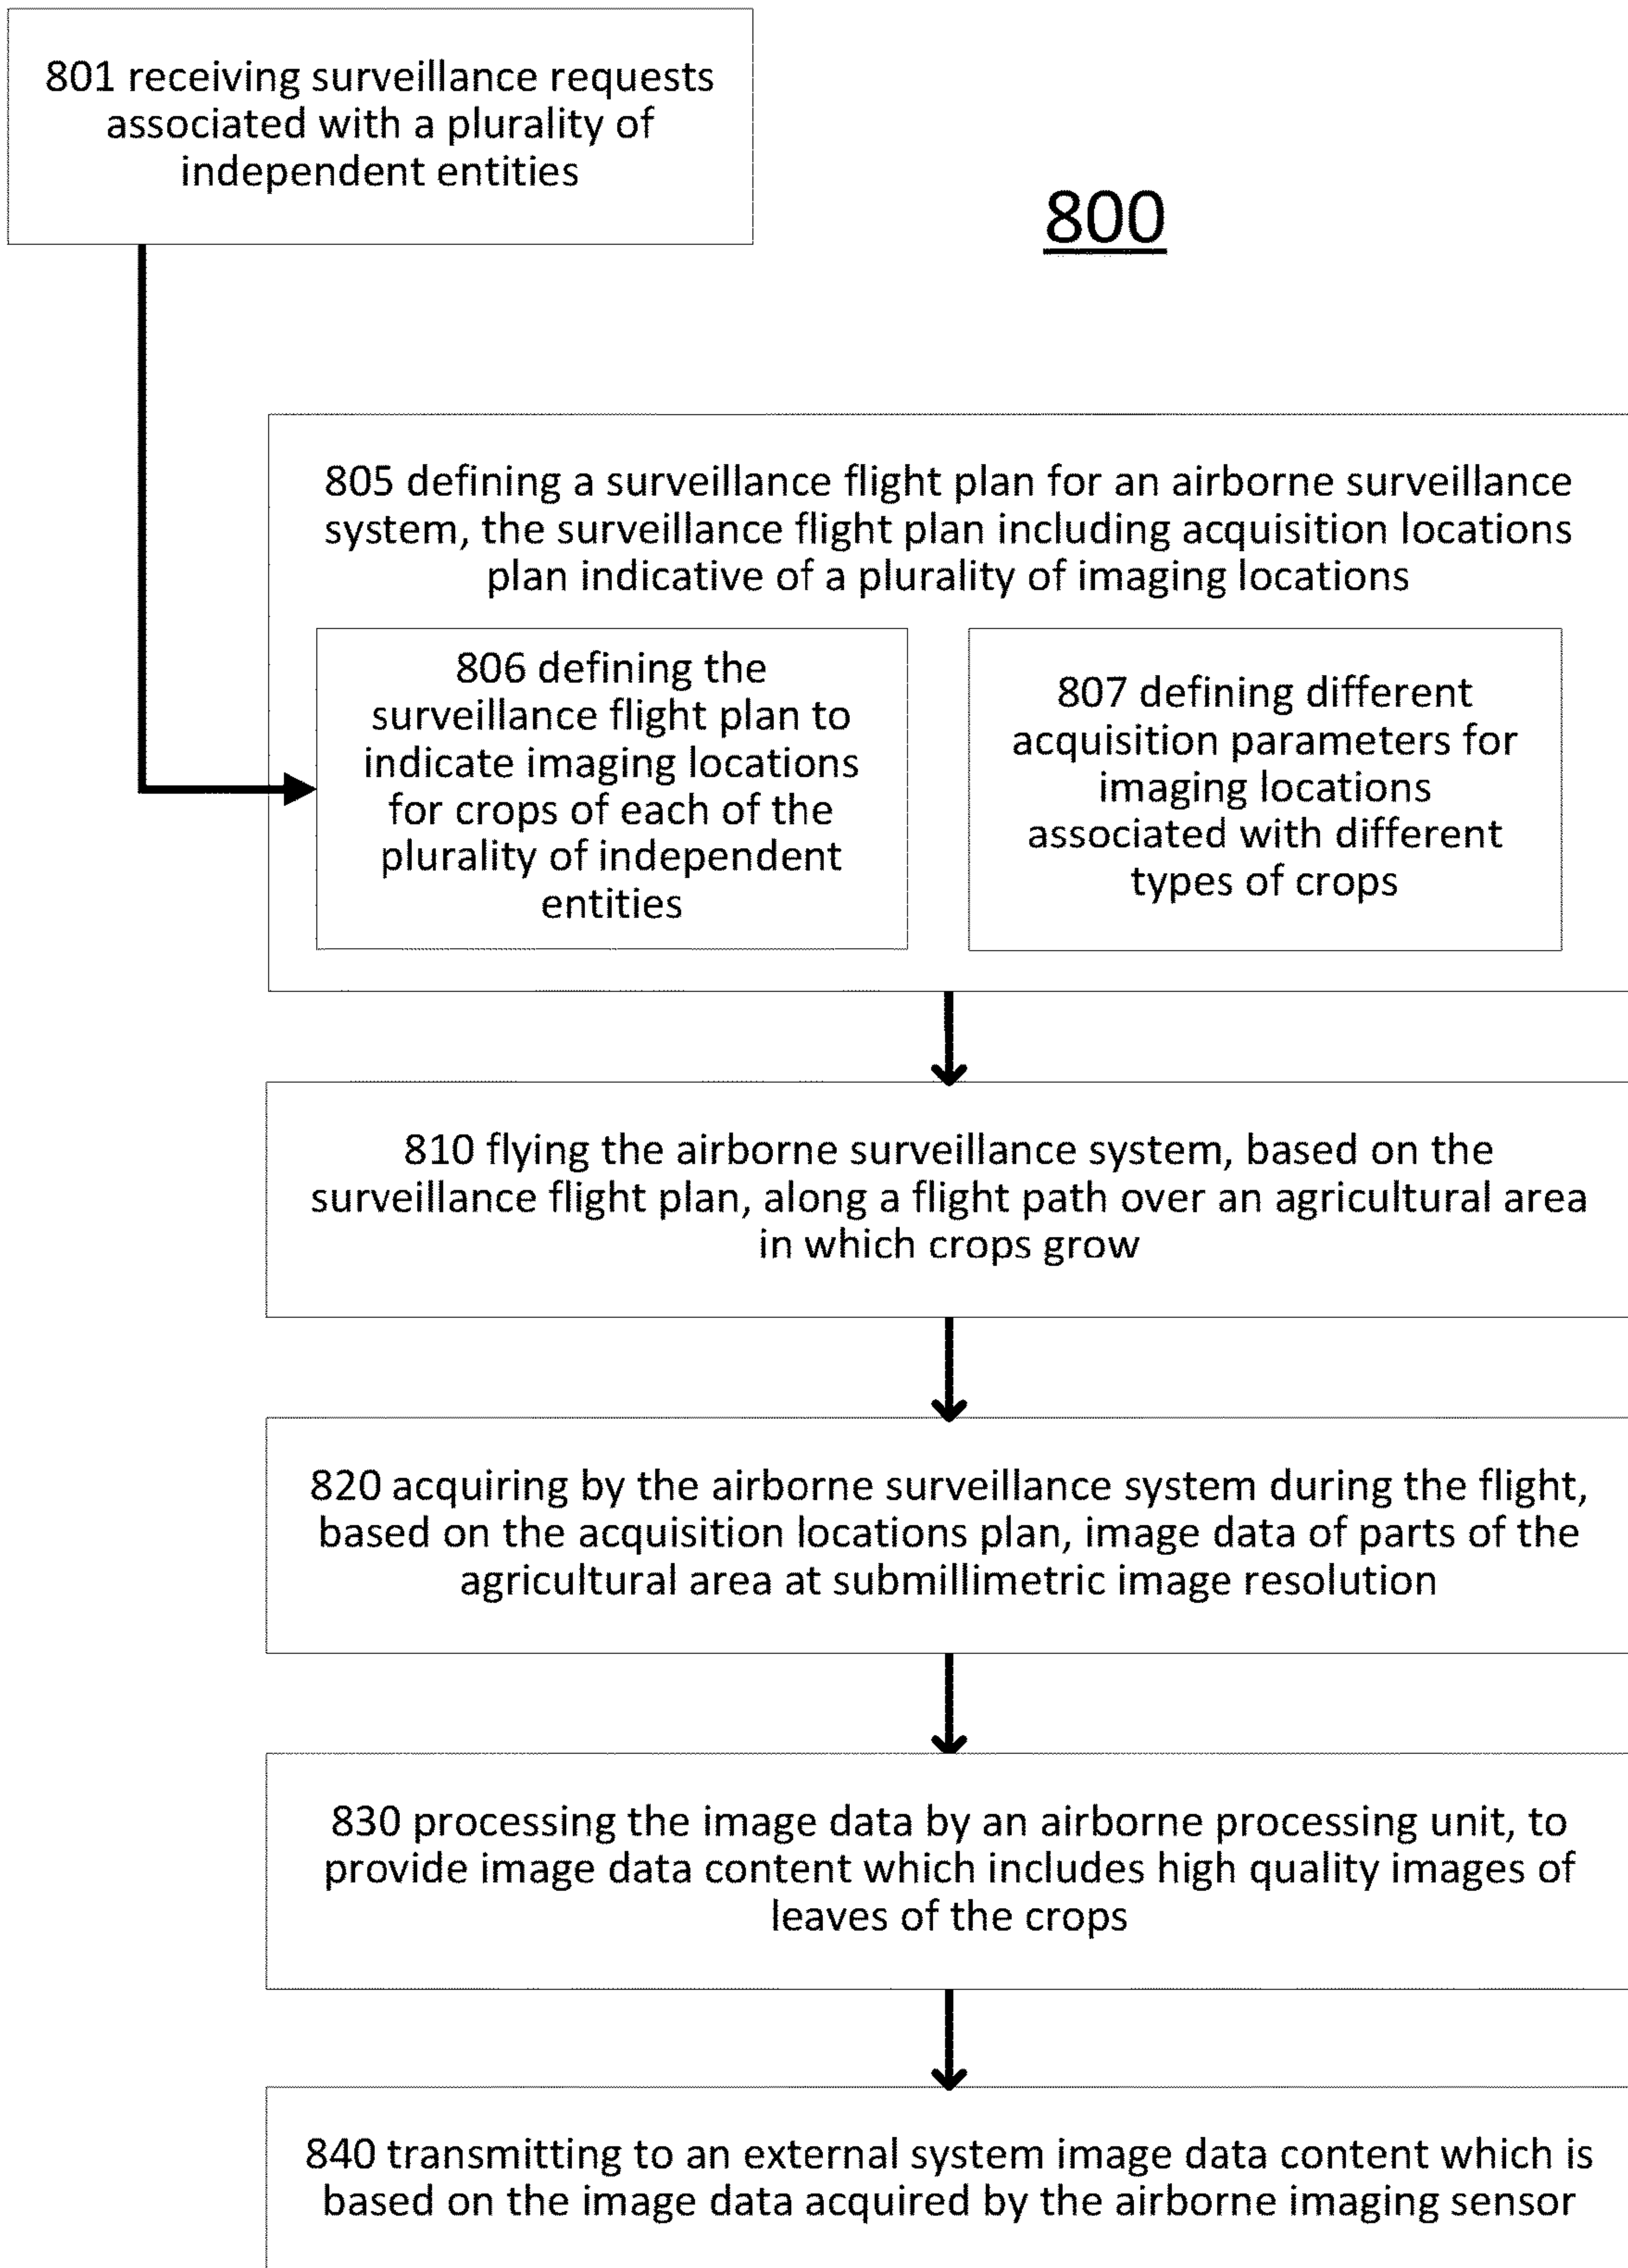 801 receiving surveillance requests
associated with a plurality of
independent entities
800
805 defining a surveillance flight plan for an airborne surveillance
system, the surveillance flight plan including acquisition locations
plan indicative of a plurality of imaging locations
806 defining the
surveillance flight plan to
indicate imaging locations
for crops of each of the
plurality of independent
entities
807 defining different
acquisition parameters for
imaging locations
associated with different
types of crops
810 flying the airborne surveillance system, based on the
surveillance flight plan, along a flight path over an agricultural area
in which crops grow
820 acquiring by the airborne surveillance system during the flight,
based on the acquisition locations plan, image data of parts of the
agricultural area at submillimetric image resolution
830 processing the image data by an airborne processing unit, to
provide image data content which includes high quality images of
leaves of the crops
840 transmitting to an external system image data content which is
based on the image data acquired by the airborne imaging sensor